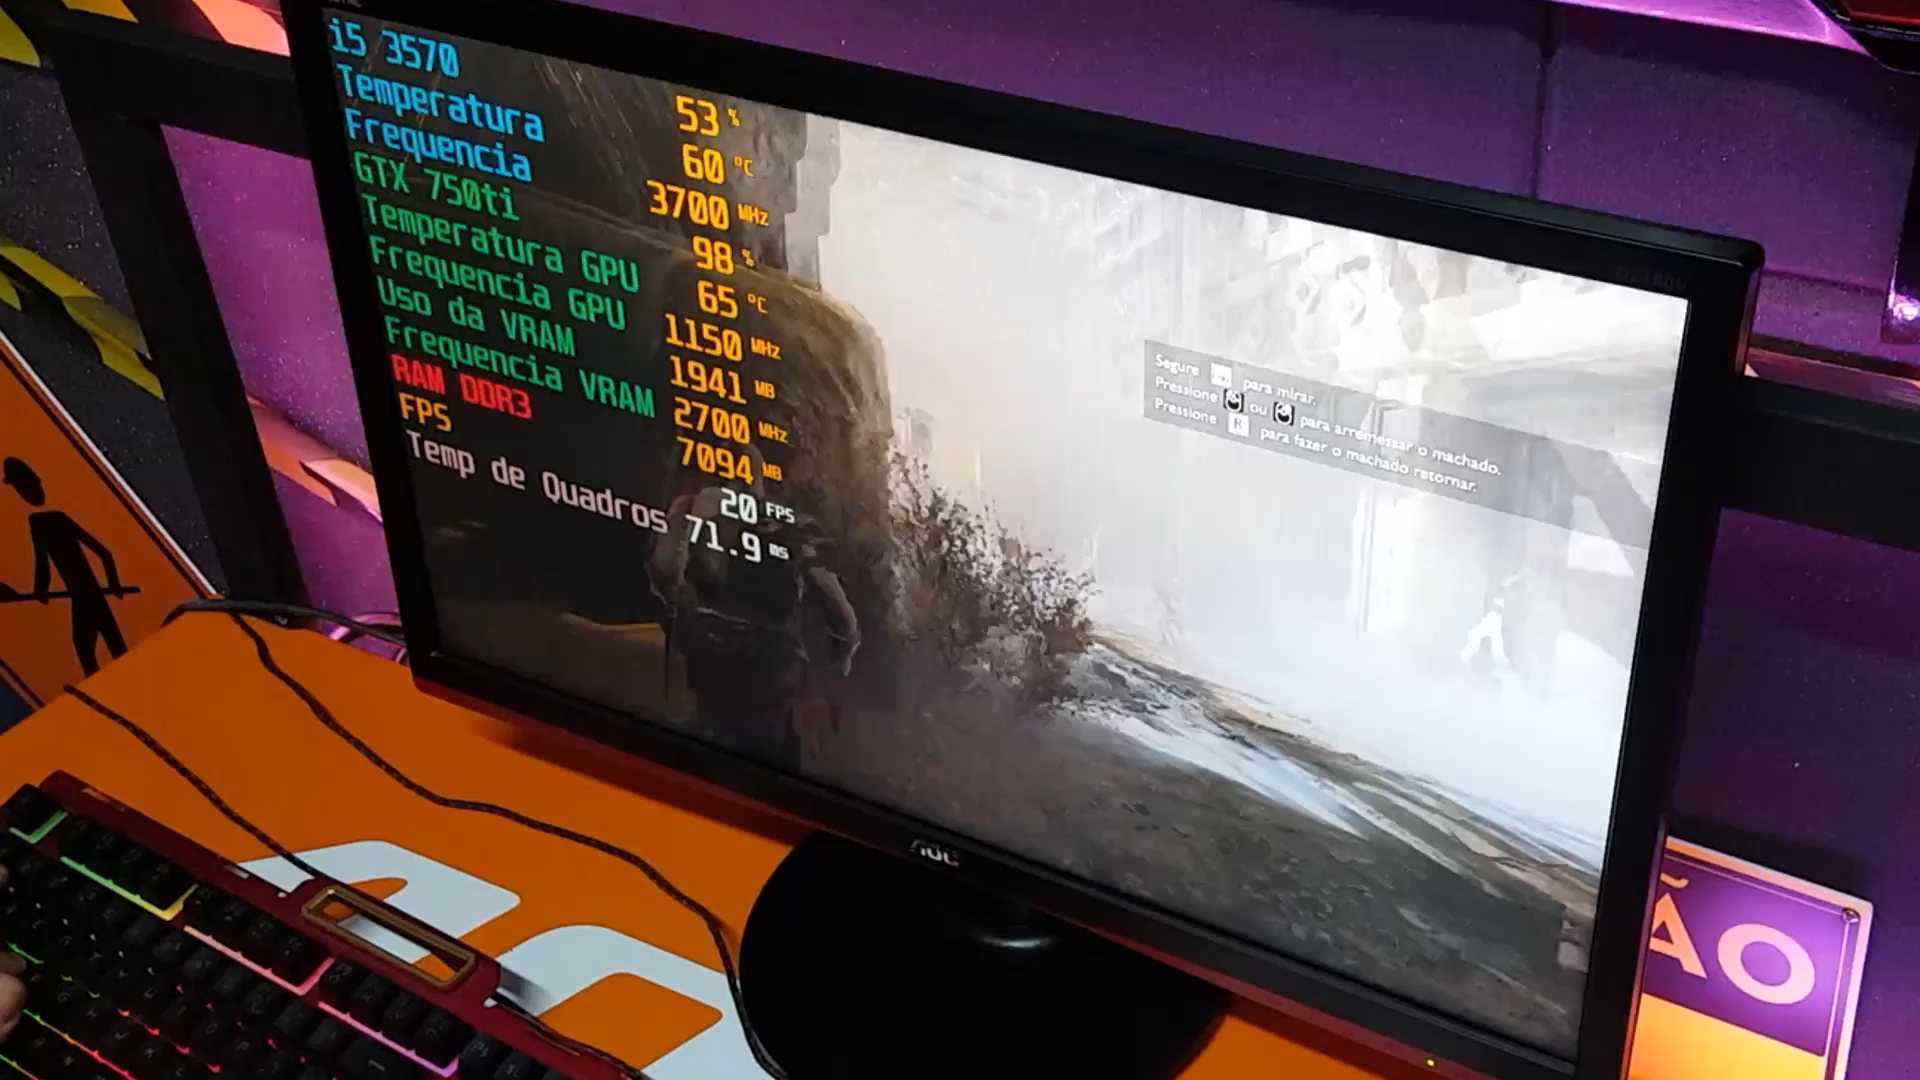 i5 3570 53 %
Temperatura 60 °C
Frequencia 3700 MHz
GTX 750ti 98 %
Temperatura GPU 65 °C
Frequencia GPU 1150 MHz
Uso da VRAM 1941 MB
Frequencia VRAM 2700 MHz
RAM DDR3 7094 MB
FPS 20 FPS
Temp de Quadros 71.9 ms
Segure para mirar.
Pressione ou para arremessar o machado.
Pressione R para fazer o machado retornar.
AOC
ÃO